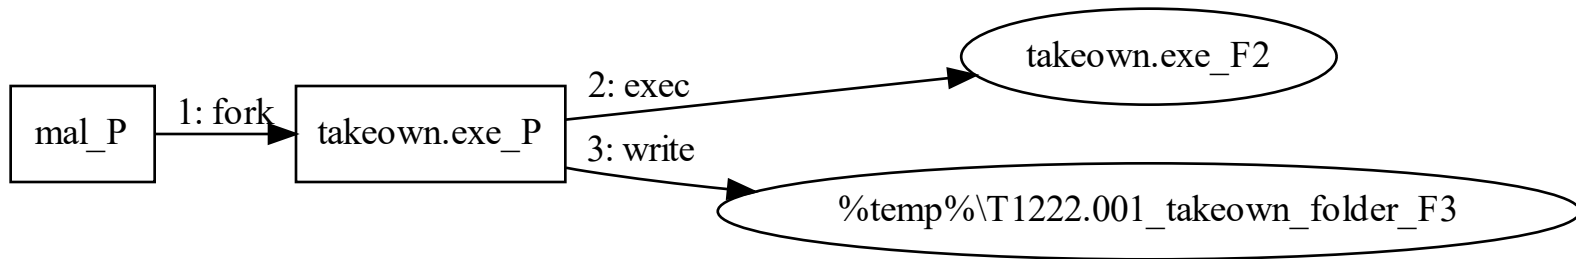 takeown.exe_F2
2: exec
1: fork
mal_P
takeown.exe_P
3: write
%temp%\T1222.001_takeown_folder_F3